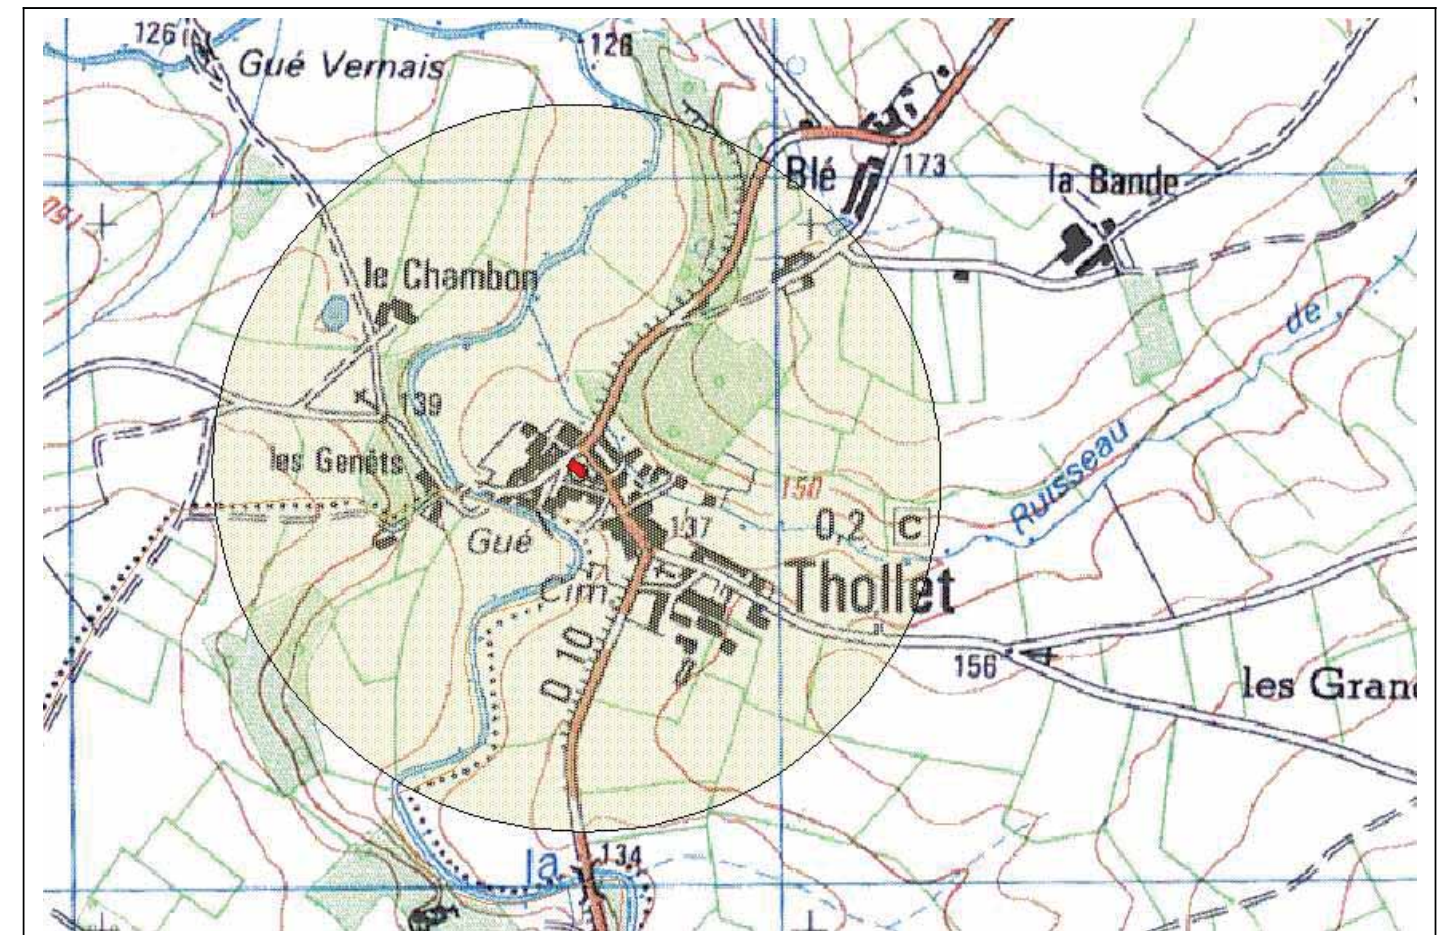 126
128
Gué Vernais
Blé
173
la Bande
150
le Chambon
de
139
les Genêts
Ruisseau
150
Gué
137
0,2 C
Cim
Thollet
D 10
156
les Gran
la
134